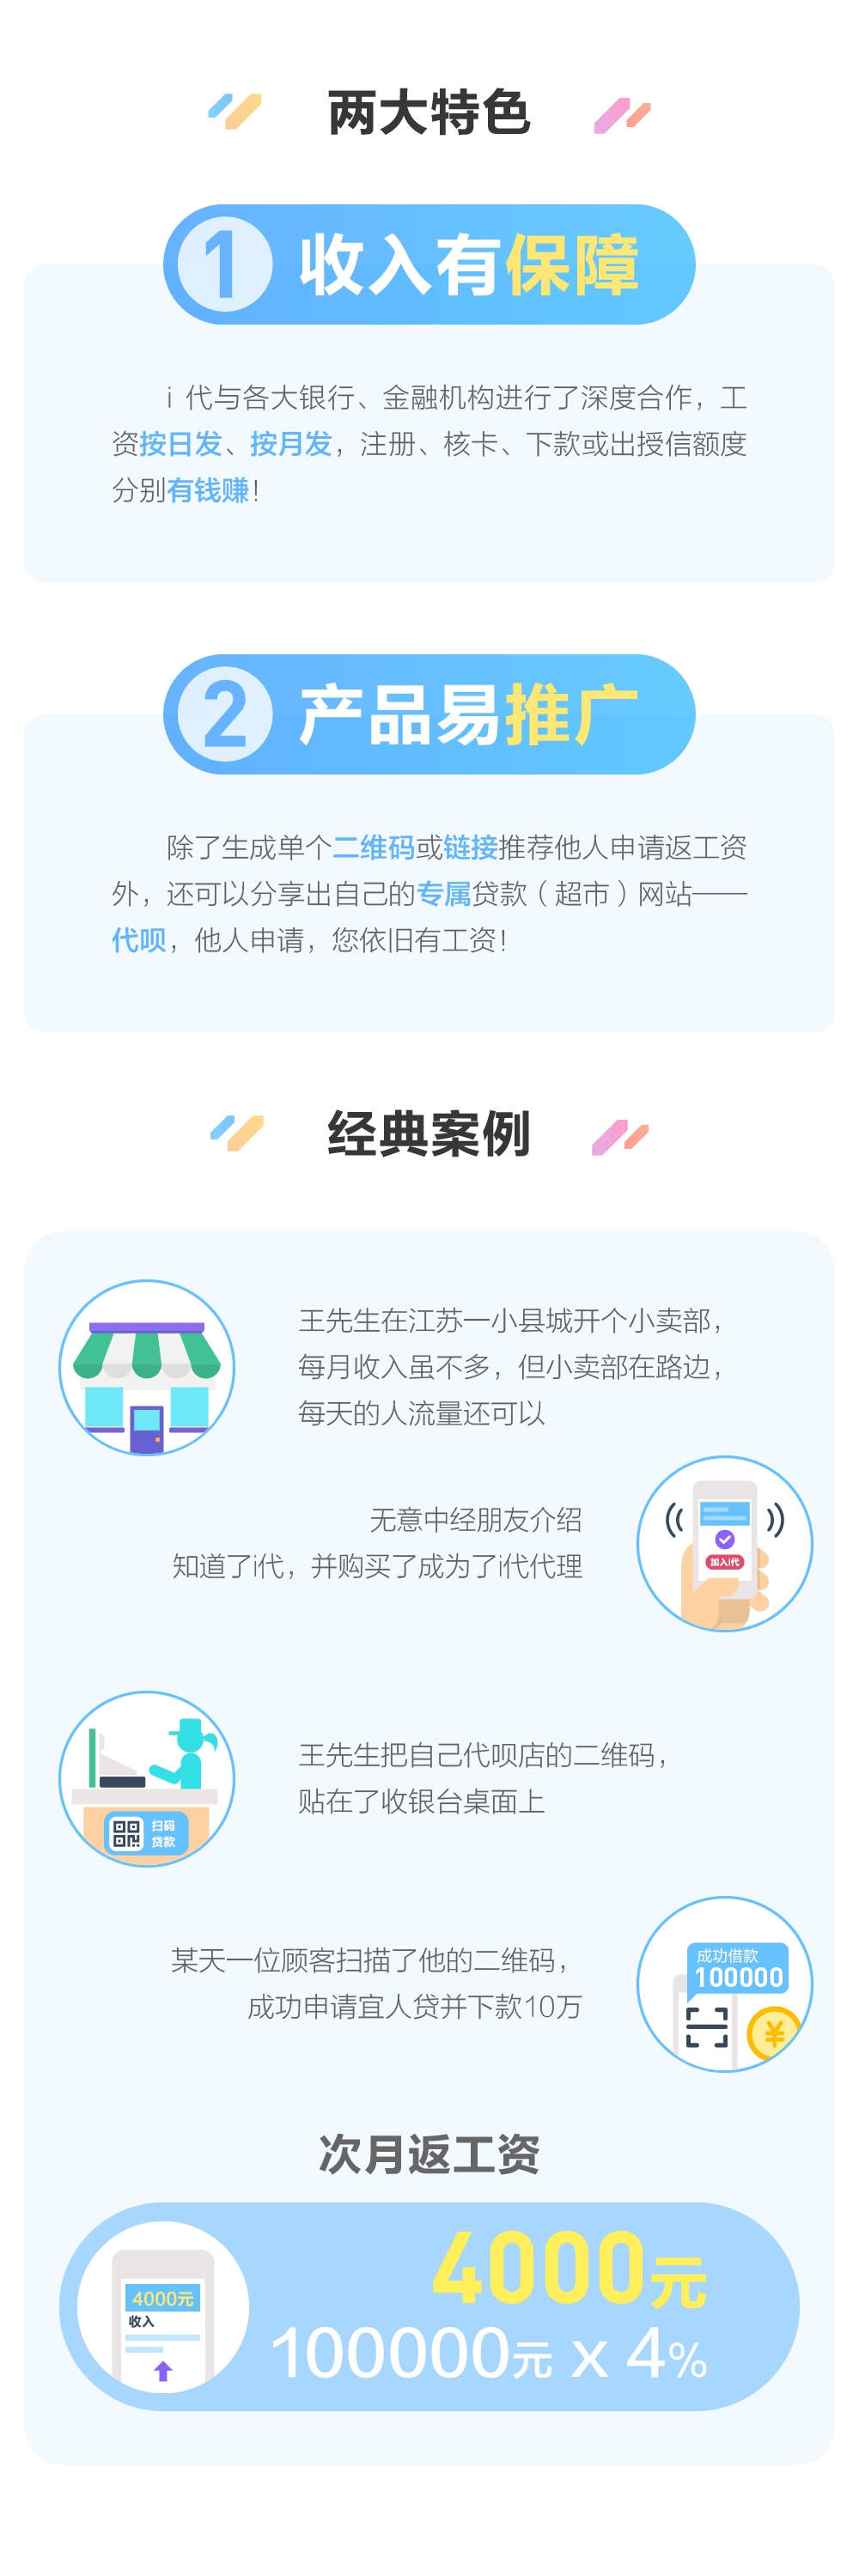 两大特色
1 收入有保障
i 代与各大银行、金融机构进行了深度合作，工
资按日发、按月发，注册、核卡、下款或出授信额度
分别有钱赚！
2 产品易推广
除了生成单个二维码或链接推荐他人申请返工资
外，还可以分享出自己的专属贷款（超市）网站——
代呗，他人申请，您依旧有工资！
经典案例
王先生在江苏一小县城开个小卖部，
每月收入虽不多，但小卖部在路边，
每天的人流量还可以
无意中经朋友介绍
知道了i代，并购买了成为了i代代理
加入i代
王先生把自己代呗店的二维码，
贴在了收银台桌面上
扫码
贷款
某天一位顾客扫描了他的二维码，
成功申请宜人贷并下款10万
成功借款
100000
¥
次月返工资
4000元
收入
4000元
100000元 x 4%